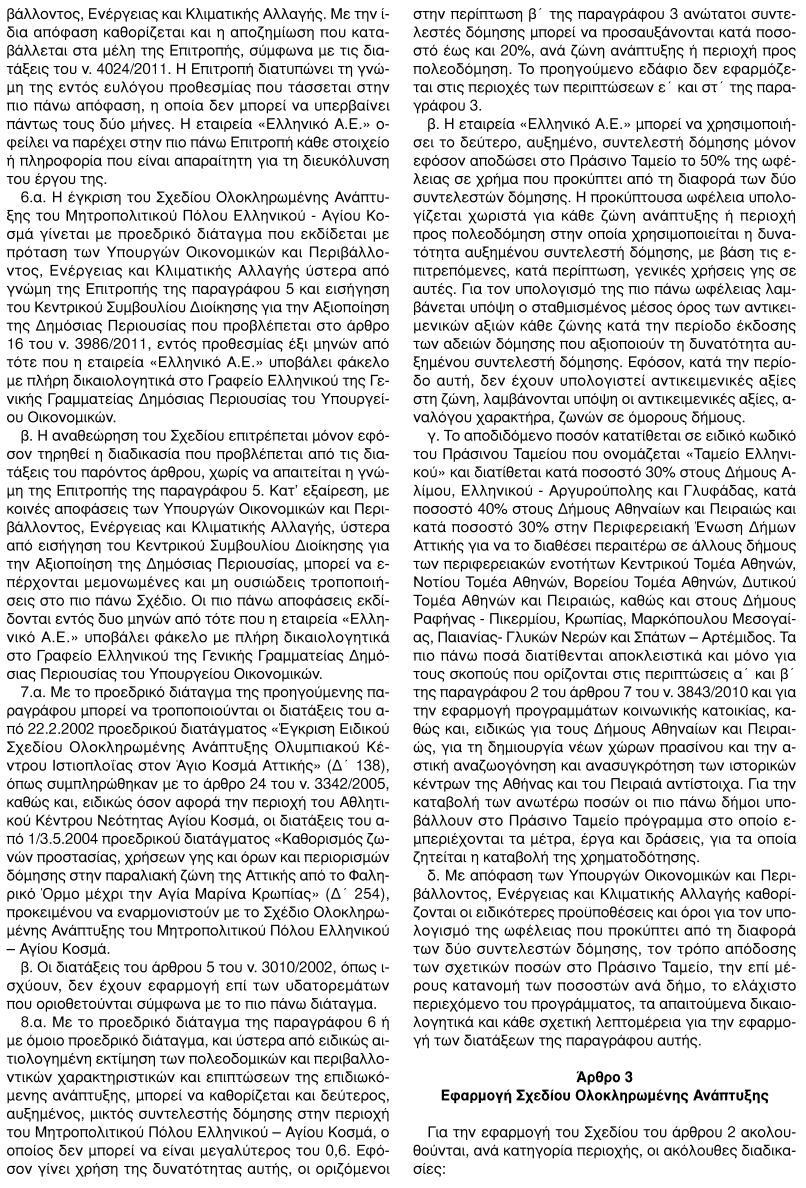 βάλλοντος, Ενέργειας και Κλιματικής Αλλαγής. Με την ί-
δια απόφαση καθορίζεται και η αποζημίωση που κατα-
βάλλεται στα μέλη της Επιτροπής, σύμφωνα με τις δια-
τάξεις του ν. 4024/2011. Η Επιτροπή διατυπώνει τη γνώ-
μη της εντός ευλόγου προθεσμίας που τάσσεται στην
πιο πάνω απόφαση, η οποία δεν μπορεί να υπερβαίνει
πάντως τους δύο μήνες. Η εταιρεία «Ελληνικό Α.Ε.» ο-
φείλει να παρέχει στην πιο πάνω Επιτροπή κάθε στοιχείο
ή πληροφορία που είναι απαραίτητη για τη διευκόλυνση
του έργου της.
6.α. Η έγκριση του Σχεδίου Ολοκληρωμένης Ανάπτυ-
ξης του Μητροπολιτικού Πόλου Ελληνικού - Αγίου Κο-
σμά γίνεται με προεδρικό διάταγμα που εκδίδεται με
πρόταση των Υπουργών Οικονομικών και Περιβάλλο-
ντος, Ενέργειας και Κλιματικής Αλλαγής ύστερα από
γνώμη της Επιτροπής της παραγράφου 5 και εισήγηση
του Κεντρικού Συμβουλίου Διοίκησης για την Αξιοποίηση
της Δημόσιας Περιουσίας που προβλέπεται στο άρθρο
16 του ν. 3986/2011, εντός προθεσμίας έξι μηνών από
τότε που η εταιρεία «Ελληνικό Α.Ε.» υποβάλει φάκελο
με πλήρη δικαιολογητικά στο Γραφείο Ελληνικού της Γε-
νικής Γραμματείας Δημόσιας Περιουσίας του Υπουργεί-
ου Οικονομικών.
β. Η αναθεώρηση του Σχεδίου επιτρέπεται μόνον εφό-
σον τηρηθεί η διαδικασία που προβλέπεται από τις δια-
τάξεις του παρόντος άρθρου, χωρίς να απαιτείται η γνώ-
μη της Επιτροπής της παραγράφου 5. Κατ’ εξαίρεση, με
κοινές αποφάσεις των Υπουργών Οικονομικών και Περι-
βάλλοντος, Ενέργειας και Κλιματικής Αλλαγής, ύστερα
από εισήγηση του Κεντρικού Συμβουλίου Διοίκησης για
την Αξιοποίηση της Δημόσιας Περιουσίας, μπορεί να ε-
πέρχονται μεμονωμένες και μη ουσιώδεις τροποποιή-
σεις στο πιο πάνω Σχέδιο. Οι πιο πάνω αποφάσεις εκδί-
δονται εντός δυο μηνών από τότε που η εταιρεία «Ελλη-
νικό Α.Ε.» υποβάλει φάκελο με πλήρη δικαιολογητικά
στο Γραφείο Ελληνικού της Γενικής Γραμματείας Δημό-
σιας Περιουσίας του Υπουργείου Οικονομικών.
7.α. Με το προεδρικό διάταγμα της προηγούμενης πα-
ραγράφου μπορεί να τροποποιούνται οι διατάξεις του α-
πό 22.2.2002 προεδρικού διατάγματος «Έγκριση Ειδικού
Σχεδίου Ολοκληρωμένης Ανάπτυξης Ολυμπιακού Κέ-
ντρου Ιστιοπλοΐας στον Άγιο Κοσμά Αττικής» (Δ΄ 138),
όπως συμπληρώθηκαν με το άρθρο 24 του ν. 3342/2005,
καθώς και, ειδικώς όσον αφορά την περιοχή του Αθλητι-
κού Κέντρου Νεότητας Αγίου Κοσμά, οι διατάξεις του α-
πό 1/3.5.2004 προεδρικού διατάγματος «Καθορισμός ζω-
νών προστασίας, χρήσεων γης και όρων και περιορισμών
δόμησης στην παραλιακή ζώνη της Αττικής από το Φαλη-
ρικό Όρμο μέχρι την Αγία Μαρίνα Κρωπίας» (Δ΄ 254),
προκειμένου να εναρμονιστούν με το Σχέδιο Ολοκληρω-
μένης Ανάπτυξης του Μητροπολιτικού Πόλου Ελληνικού
– Αγίου Κοσμά.
β. Οι διατάξεις του άρθρου 5 του ν. 3010/2002, όπως ι-
σχύουν, δεν έχουν εφαρμογή επί των υδατορεμάτων
που οριοθετούνται σύμφωνα με το πιο πάνω διάταγμα.
8.α. Με το προεδρικό διάταγμα της παραγράφου 6 ή
με όμοιο προεδρικό διάταγμα, και ύστερα από ειδικώς αι-
τιολογημένη εκτίμηση των πολεοδομικών και περιβαλλο-
ντικών χαρακτηριστικών και επιπτώσεων της επιδιωκό-
μενης ανάπτυξης, μπορεί να καθορίζεται και δεύτερος,
αυξημένος, μικτός συντελεστής δόμησης στην περιοχή
του Μητροπολιτικού Πόλου Ελληνικού – Αγίου Κοσμά, ο
οποίος δεν μπορεί να είναι μεγαλύτερος του 0,6. Εφό-
σον γίνει χρήση της δυνατότητας αυτής, οι οριζόμενοι
στην περίπτωση β΄ της παραγράφου 3 ανώτατοι συντε-
λεστές δόμησης μπορεί να προσαυξάνονται κατά ποσο-
στό έως και 20%, ανά ζώνη ανάπτυξης ή περιοχή προς
πολεοδόμηση. Το προηγούμενο εδάφιο δεν εφαρμόζε-
ται στις περιοχές των περιπτώσεων ε΄ και στ΄ της παρα-
γράφου 3.
β. Η εταιρεία «Ελληνικό Α.Ε.» μπορεί να χρησιμοποιή-
σει το δεύτερο, αυξημένο, συντελεστή δόμησης μόνον
εφόσον αποδώσει στο Πράσινο Ταμείο το 50% της ωφέ-
λειας σε χρήμα που προκύπτει από τη διαφορά των δύο
συντελεστών δόμησης. Η προκύπτουσα ωφέλεια υπολο-
γίζεται χωριστά για κάθε ζώνη ανάπτυξης ή περιοχή
προς πολεοδόμηση στην οποία χρησιμοποιείται η δυνα-
τότητα αυξημένου συντελεστή δόμησης, με βάση τις ε-
πιτρεπόμενες, κατά περίπτωση, γενικές χρήσεις γης σε
αυτές. Για τον υπολογισμό της πιο πάνω ωφέλειας λαμ-
βάνεται υπόψη ο σταθμισμένος μέσος όρος των αντικει-
μενικών αξιών κάθε ζώνης κατά την περίοδο έκδοσης
των αδειών δόμησης που αξιοποιούν τη δυνατότητα αυ-
ξημένου συντελεστή δόμησης. Εφόσον, κατά την περίο-
δο αυτή, δεν έχουν υπολογιστεί αντικειμενικές αξίες
στη ζώνη, λαμβάνονται υπόψη οι αντικειμενικές αξίες, α-
ναλόγου χαρακτήρα, ζωνών σε όμορους δήμους.
γ. Το αποδιδόμενο ποσόν κατατίθεται σε ειδικό κωδικό
του Πράσινου Ταμείου που ονομάζεται «Ταμείο Ελληνι-
κού» και διατίθεται κατά ποσοστό 30% στους Δήμους Α-
λίμου, Ελληνικού - Αργυρούπολης και Γλυφάδας, κατά
ποσοστό 40% στους Δήμους Αθηναίων και Πειραιώς και
κατά ποσοστό 30% στην Περιφερειακή Ένωση Δήμων
Αττικής για να το διαθέσει περαιτέρω σε άλλους δήμους
των περιφερειακών ενοτήτων Κεντρικού Τομέα Αθηνών,
Νοτίου Τομέα Αθηνών, Βορείου Τομέα Αθηνών, Δυτικού
Τομέα Αθηνών και Πειραιώς, καθώς και στους Δήμους
Ραφήνας - Πικερμίου, Κρωπίας, Μαρκόπουλου Μεσογαί-
ας, Παιανίας- Γλυκών Νερών και Σπάτων – Αρτέμιδος. Τα
πιο πάνω ποσά διατίθενται αποκλειστικά και μόνο για
τους σκοπούς που ορίζονται στις περιπτώσεις α΄ και β΄
της παραγράφου 2 του άρθρου 7 του ν. 3843/2010 και για
την εφαρμογή προγραμμάτων κοινωνικής κατοικίας, κα-
θώς και, ειδικώς για τους Δήμους Αθηναίων και Πειραι-
ώς, για τη δημιουργία νέων χώρων πρασίνου και την α-
στική αναζωογόνηση και ανασυγκρότηση των ιστορικών
κέντρων της Αθήνας και του Πειραιά αντίστοιχα. Για την
καταβολή των ανωτέρω ποσών οι πιο πάνω δήμοι υπο-
βάλλουν στο Πράσινο Ταμείο πρόγραμμα στο οποίο ε-
μπεριέχονται τα μέτρα, έργα και δράσεις, για τα οποία
ζητείται η καταβολή της χρηματοδότησης.
δ. Με απόφαση των Υπουργών Οικονομικών και Περι-
βάλλοντος, Ενέργειας και Κλιματικής Αλλαγής καθορί-
ζονται οι ειδικότερες προϋποθέσεις και όροι για τον υπο-
λογισμό της ωφέλειας που προκύπτει από τη διαφορά
των δύο συντελεστών δόμησης, τον τρόπο απόδοσης
των σχετικών ποσών στο Πράσινο Ταμείο, την επί μέ-
ρους κατανομή των ποσοστών ανά δήμο, το ελάχιστο
περιεχόμενο του προγράμματος, τα απαιτούμενα δικαιο-
λογητικά και κάθε σχετική λεπτομέρεια για την εφαρμο-
γή των διατάξεων της παραγράφου αυτής.
Άρθρο 3
Εφαρμογή Σχεδίου Ολοκληρωμένης Ανάπτυξης
Για την εφαρμογή του Σχεδίου του άρθρου 2 ακολου-
θούνται, ανά κατηγορία περιοχής, οι ακόλουθες διαδικα-
σίες: